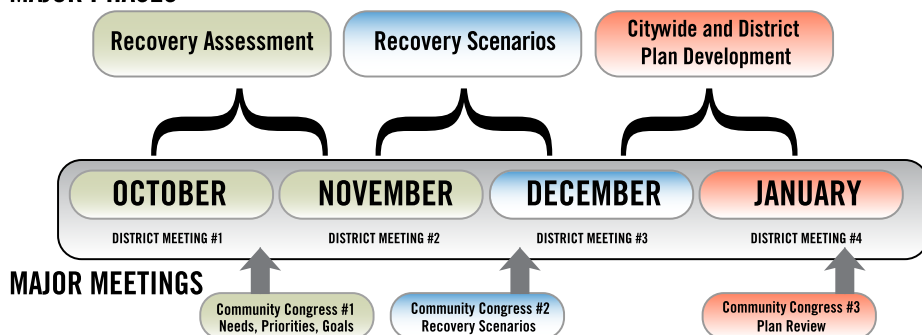 MAJOR PHASES
Recovery Assessment
Recovery Scenarios
Citywide and District
Plan Development
OCTOBER
NOVEMBER
DECEMBER
JANUARY
DISTRICT MEETING #1
DISTRICT MEETING #2
DISTRICT MEETING #3
DISTRICT MEETING #4
MAJOR MEETINGS
Community Congress #1
Needs, Priorities, Goals
Community Congress #2
Recovery Scenarios
Community Congress #3
Plan Review